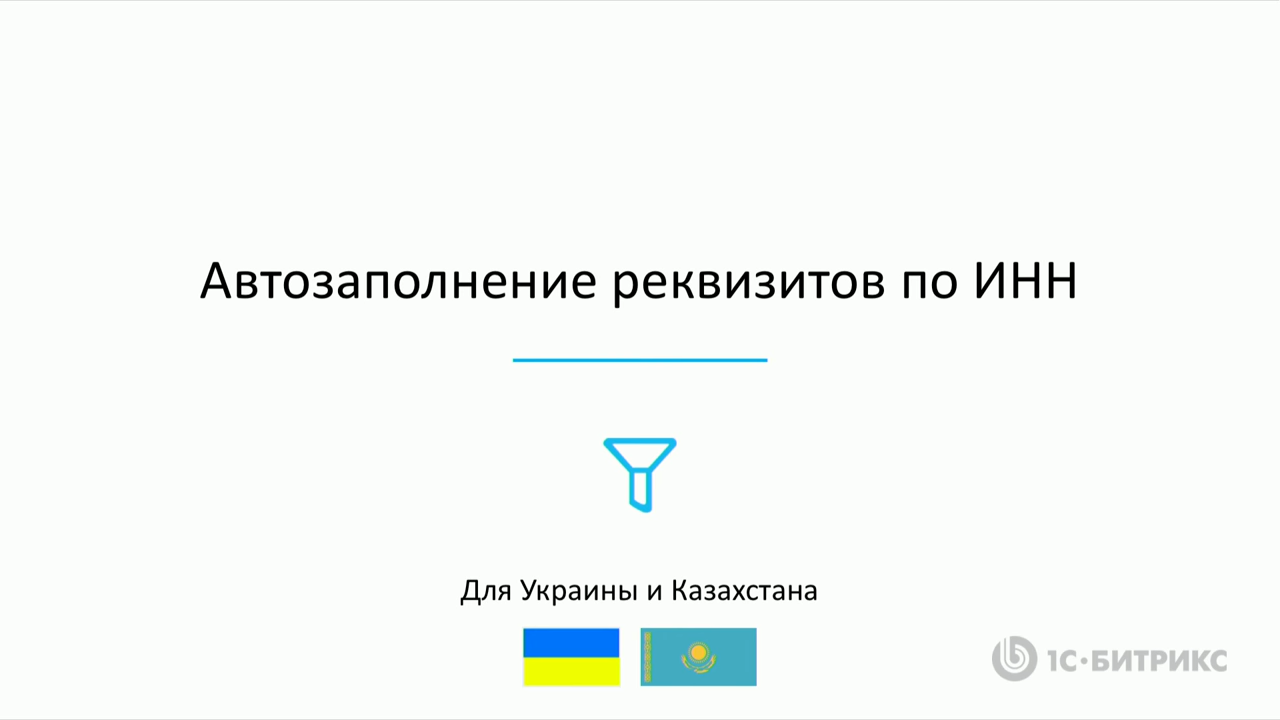 Автозаполнение реквизитов по ИНН
Для Украины и Казахстана
1С·БИТРИКС